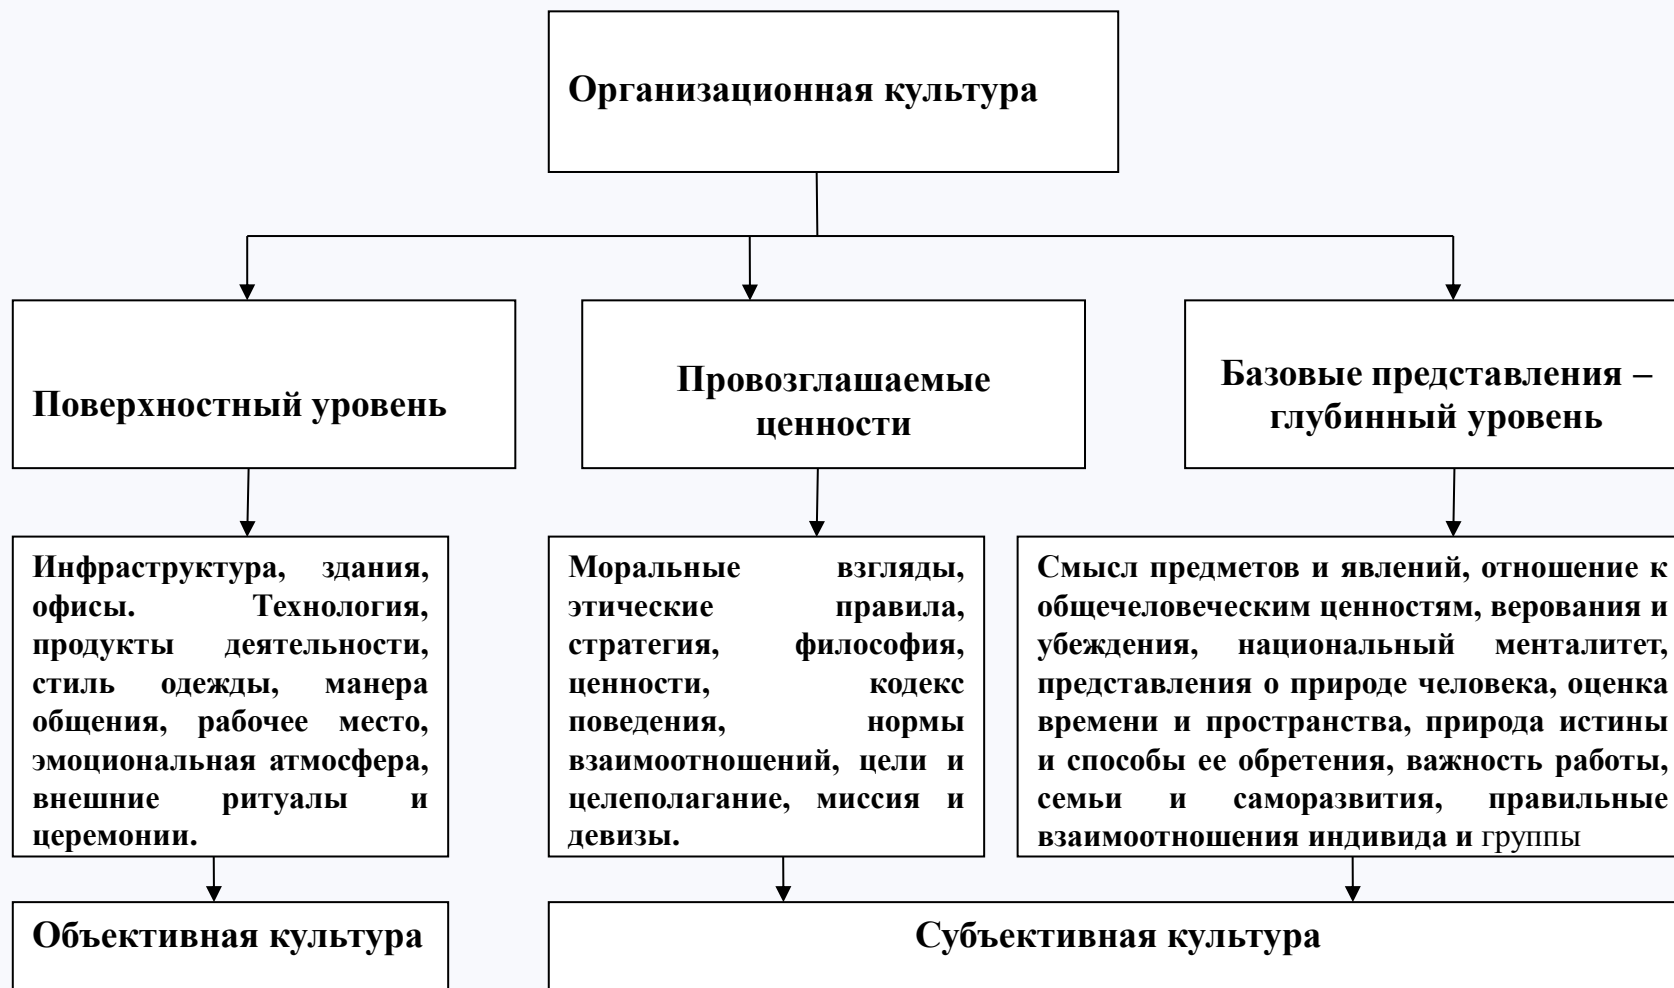 Организационная культура
Поверхностный уровень
Провозглашаемые
ценности
Базовые представления –
глубинный уровень
Инфраструктура, здания,
офисы. Технология,
продукты деятельности,
стиль одежды, манера
общения, рабочее место,
эмоциональная атмосфера,
внешние ритуалы и
церемонии.
Моральные взгляды,
этические правила,
стратегия, философия,
ценности, кодекс
поведения, нормы
взаимоотношений, цели и
целеполагание, миссия и
девизы.
Смысл предметов и явлений, отношение к
общечеловеческим ценностям, верования и
убеждения, национальный менталитет,
представления о природе человека, оценка
времени и пространства, природа истины
и способы ее обретения, важность работы,
семьи и саморазвития, правильные
взаимоотношения индивида и группы
Объективная культура
Субъективная культура